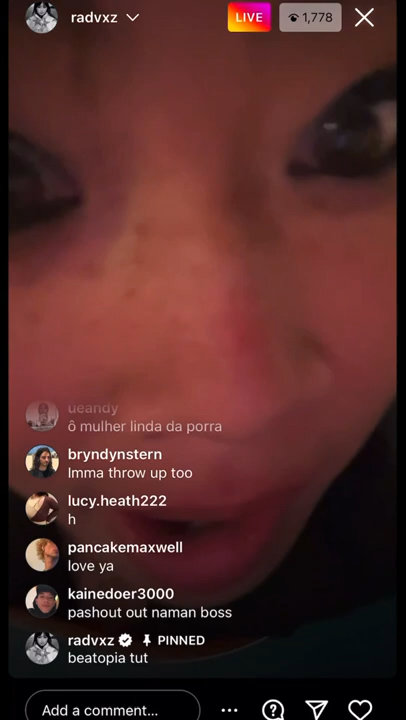 radvxz
LIVE
1,778
ueandy
ô mulher linda da porra
bryndynstern
Imma throw up too
lucy.heath222
h
pancakemaxwell
love ya
kainedoer3000
pashout out naman boss
radvxz PINNED
beatopia tut
Add a comment...